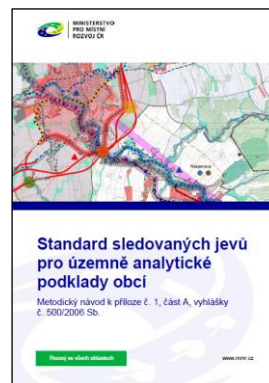 MINISTERSTVO
PRO MÍSTNÍ
ROZVOJ ČR
Standard sledovaných jevů
pro územně analytické
podklady obcí
Metodický návod k příloze č. 1, část A, vyhlášky
č. 500/2006 Sb.
Rozvoj ve všech obladech
www.mmr.cz